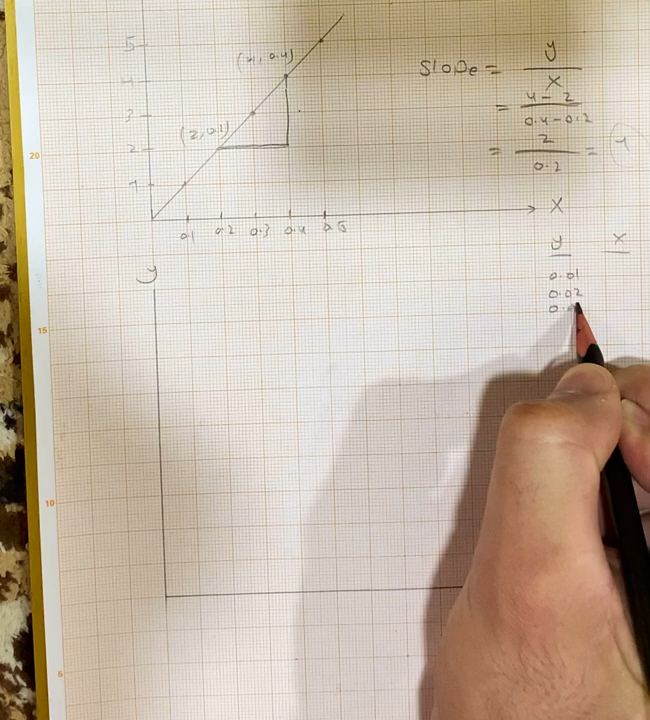 5
(4, 0.4)
4
3
(2, 0.2)
2
1
0.1 0.2 0.3 0.4 0.5
X
Slope = y
X
= 4 - 2
0.4 - 0.2
= 2 =
0.2
y X
0.01
0.02
y
20
15
10
5